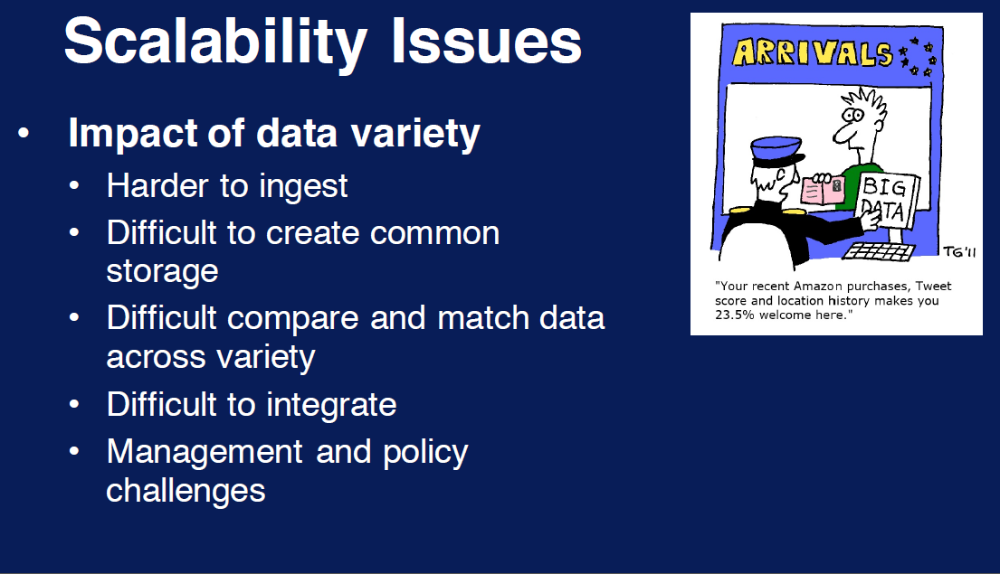 Scalability Issues
• Impact of data variety
• Harder to ingest
• Difficult to create common
storage
• Difficult compare and match data
across variety
• Difficult to integrate
• Management and policy
challenges
ARRIVALS
BIG
DATA
TG'11
"Your recent Amazon purchases, Tweet
score and location history makes you
23.5% welcome here."